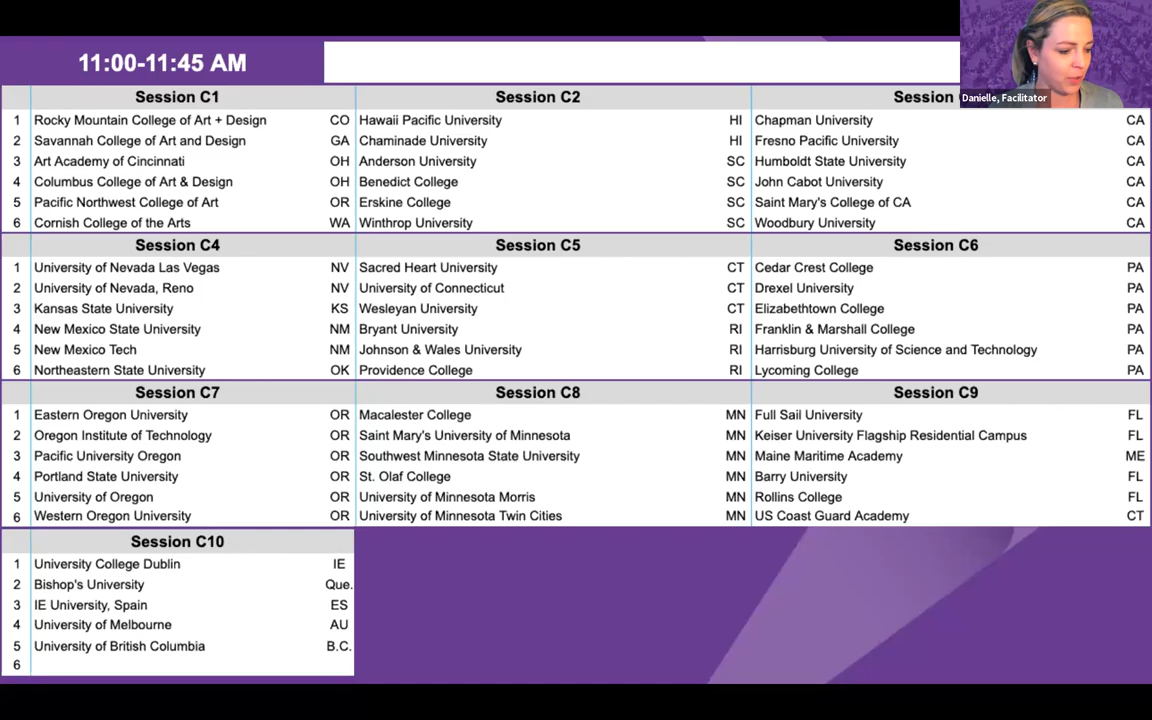 11:00-11:45 AM
Danielle, Facilitator
Session C1
1 Rocky Mountain College of Art + Design CO
2 Savannah College of Art and Design GA
3 Art Academy of Cincinnati OH
4 Columbus College of Art & Design OH
5 Pacific Northwest College of Art OR
6 Cornish College of the Arts WA
Session C2
Hawaii Pacific University HI
Chaminade University HI
Anderson University SC
Benedict College SC
Erskine College SC
Winthrop University SC
Session
Chapman University CA
Fresno Pacific University CA
Humboldt State University CA
John Cabot University CA
Saint Mary's College of CA CA
Woodbury University CA
Session C4
1 University of Nevada Las Vegas NV
2 University of Nevada, Reno NV
3 Kansas State University KS
4 New Mexico State University NM
5 New Mexico Tech NM
6 Northeastern State University OK
Session C5
Sacred Heart University CT
University of Connecticut CT
Wesleyan University CT
Bryant University RI
Johnson & Wales University RI
Providence College RI
Session C6
Cedar Crest College PA
Drexel University PA
Elizabethtown College PA
Franklin & Marshall College PA
Harrisburg University of Science and Technology PA
Lycoming College PA
Session C7
1 Eastern Oregon University OR
2 Oregon Institute of Technology OR
3 Pacific University Oregon OR
4 Portland State University OR
5 University of Oregon OR
6 Western Oregon University OR
Session C8
Macalester College MN
Saint Mary's University of Minnesota MN
Southwest Minnesota State University MN
St. Olaf College MN
University of Minnesota Morris MN
University of Minnesota Twin Cities MN
Session C9
Full Sail University FL
Keiser University Flagship Residential Campus FL
Maine Maritime Academy ME
Barry University FL
Rollins College FL
US Coast Guard Academy CT
Session C10
1 University College Dublin IE
2 Bishop's University Que.
3 IE University, Spain ES
4 University of Melbourne AU
5 University of British Columbia B.C.
6